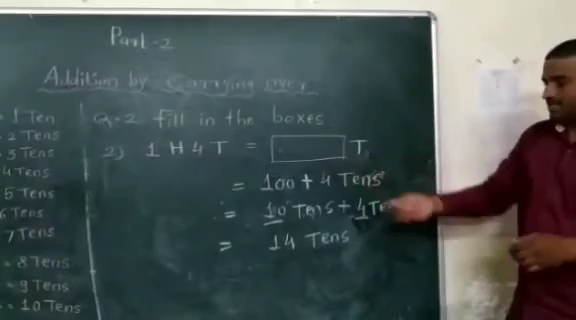 Part-2
Addition by Carrying over
= 1 Ten
= 2 Tens
= 3 Tens
4 Tens
5 Tens
6 Tens
7 Tens
= 8 Tens
= 9 Tens
= 10 Tens
Q.2 Fill in the boxes
2) 1 H 4 T = T.
= 100 + 4 Tens
= 10 Tens + 4 Te
= 14 Tens